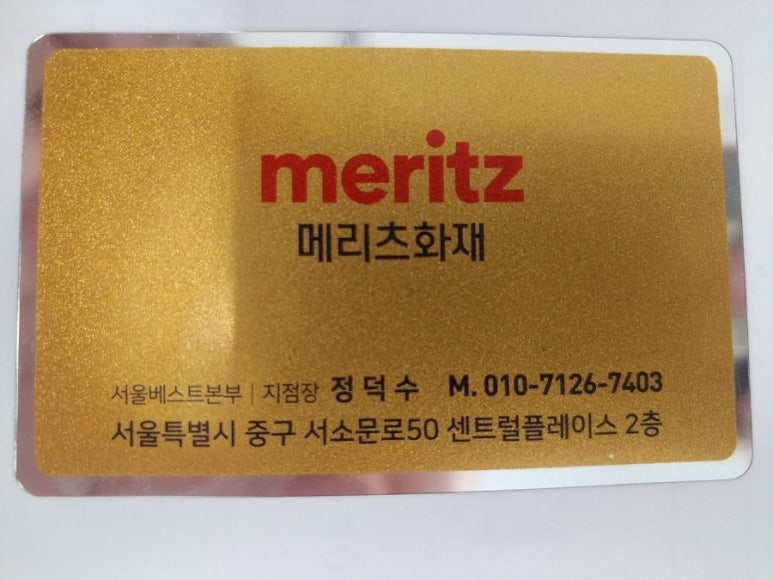 meritz
메리츠화재
서울베스트본부 | 지점장 정덕수 M. 010-7126-7403
서울특별시 중구 서소문로50 센트럴플레이스 2층